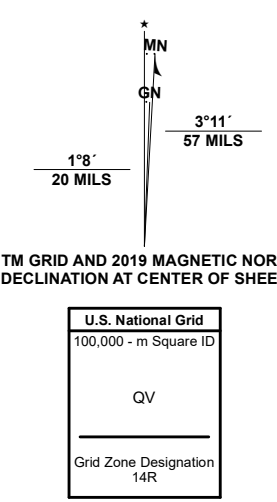 ★
MN
GN
3°11´
57 MILS
1°8´
20 MILS
TM GRID AND 2019 MAGNETIC NOR
DECLINATION AT CENTER OF SHEE
U.S. National Grid
100,000 - m Square ID
QV
Grid Zone Designation
14R